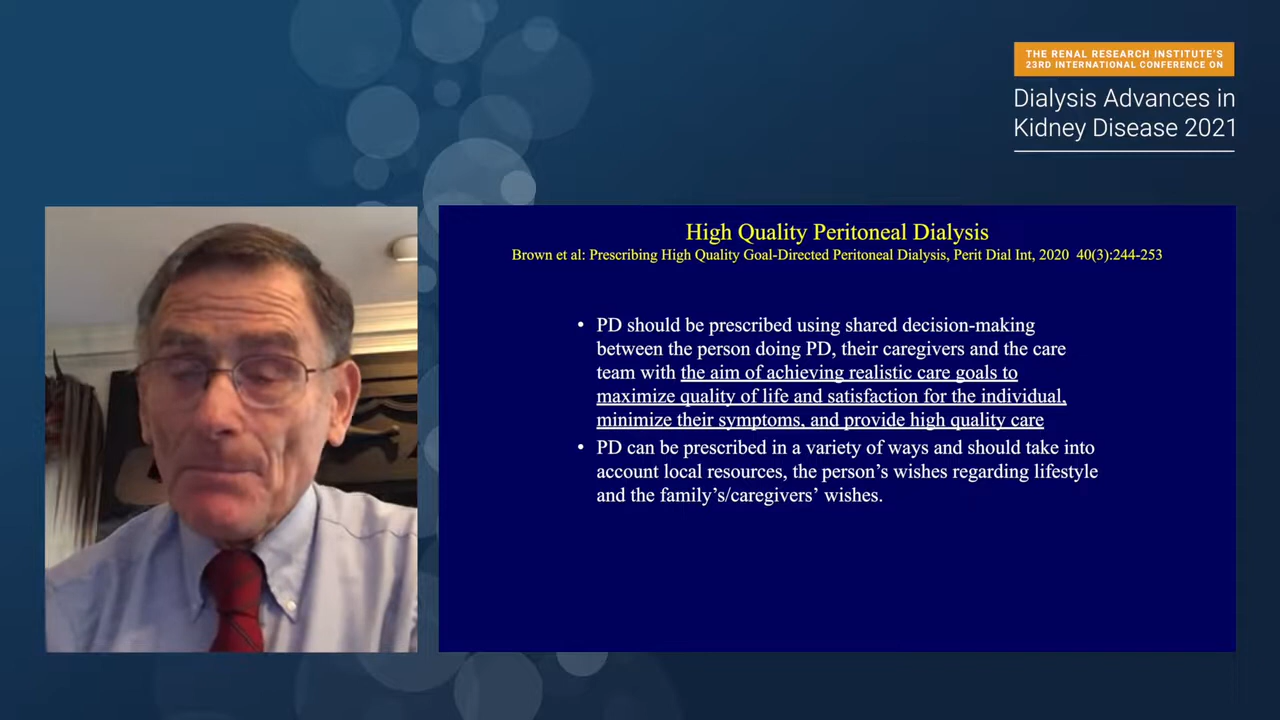 THE RENAL RESEARCH INSTITUTE'S
23RD INTERNATIONAL CONFERENCE ON
Dialysis Advances in
Kidney Disease 2021
High Quality Peritoneal Dialysis
Brown et al: Prescribing High Quality Goal-Directed Peritoneal Dialysis, Perit Dial Int, 2020 40(3):244-253
• PD should be prescribed using shared decision-making
between the person doing PD, their caregivers and the care
team with the aim of achieving realistic care goals to
maximize quality of life and satisfaction for the individual,
minimize their symptoms, and provide high quality care
• PD can be prescribed in a variety of ways and should take into
account local resources, the person's wishes regarding lifestyle
and the family's/caregivers' wishes.